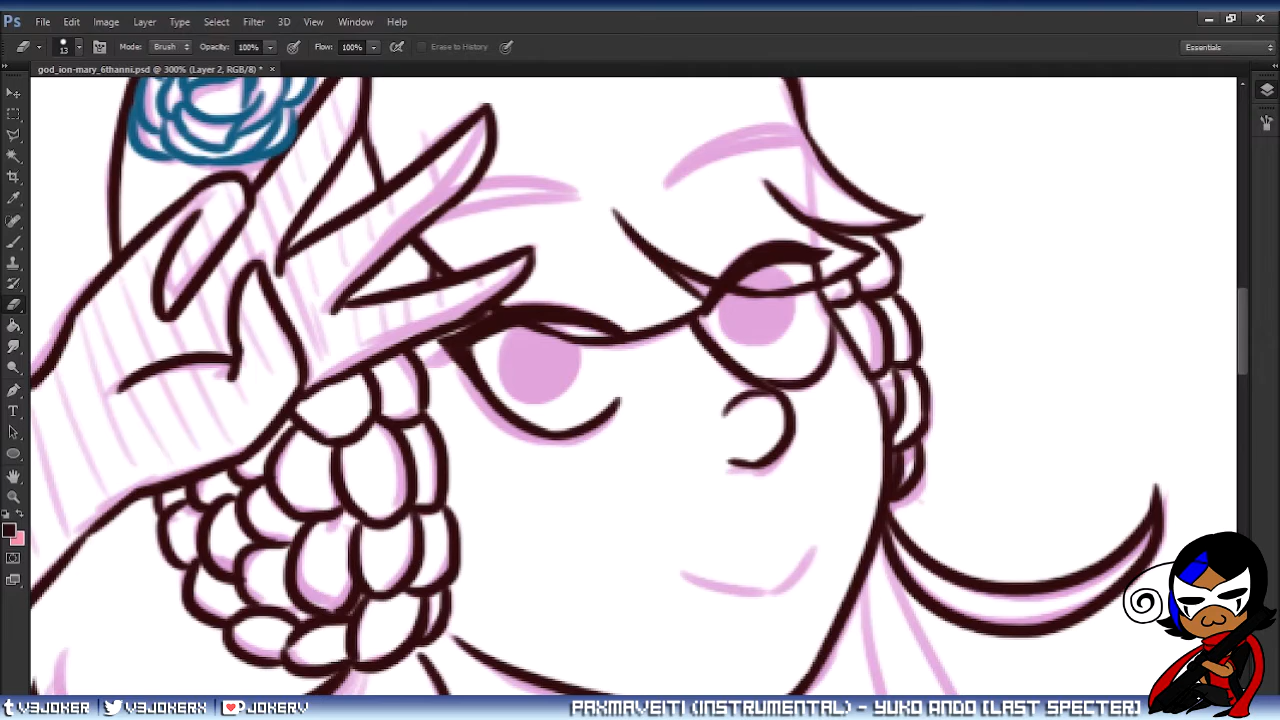 Ps File Edit Image Layer Type Select Filter 3D View Window Help
13 Mode: Brush Opacity: 100% Flow: 100% Erase to History Essentials
god_ion-mary_6thanni.psd @ 300% (Layer 2, RGB/8) * ×
V3JOKER V3JOKERX JOKERV PAXMAVEITI (INSTRUMENTAL) - YUKO ANDO [LAST SPECTER]